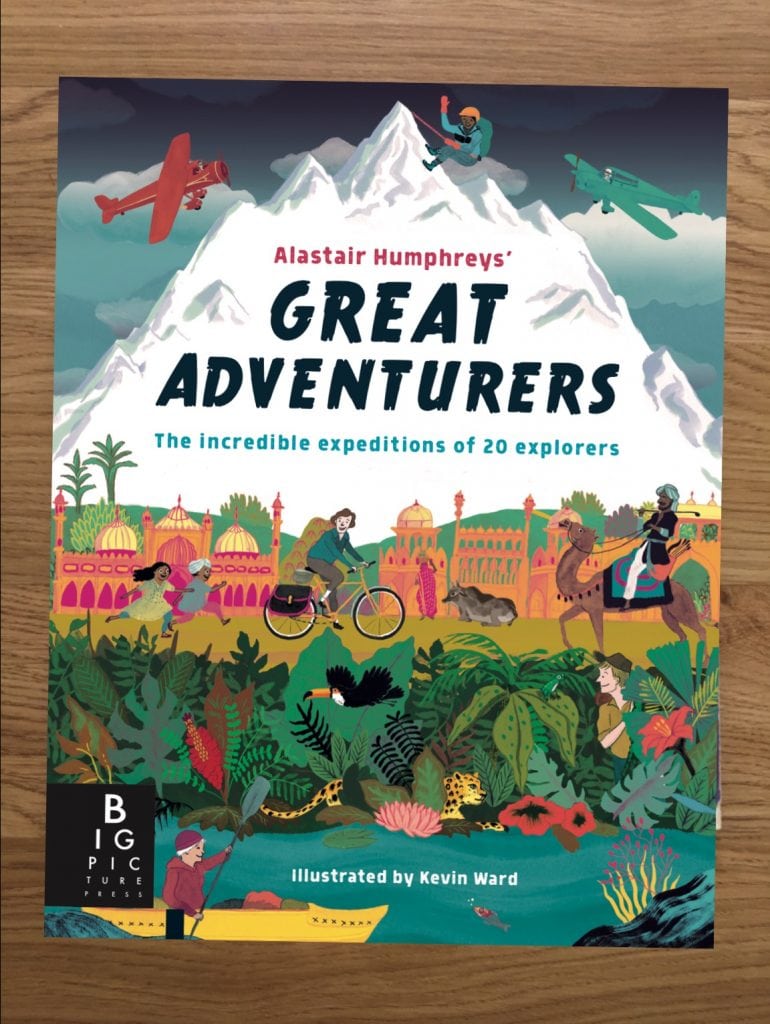 Alastair Humphreys'
GREAT
ADVENTURERS
The incredible expeditions of 20 explorers
B
IG
PIC
TURE
PRESS
Illustrated by Kevin Ward